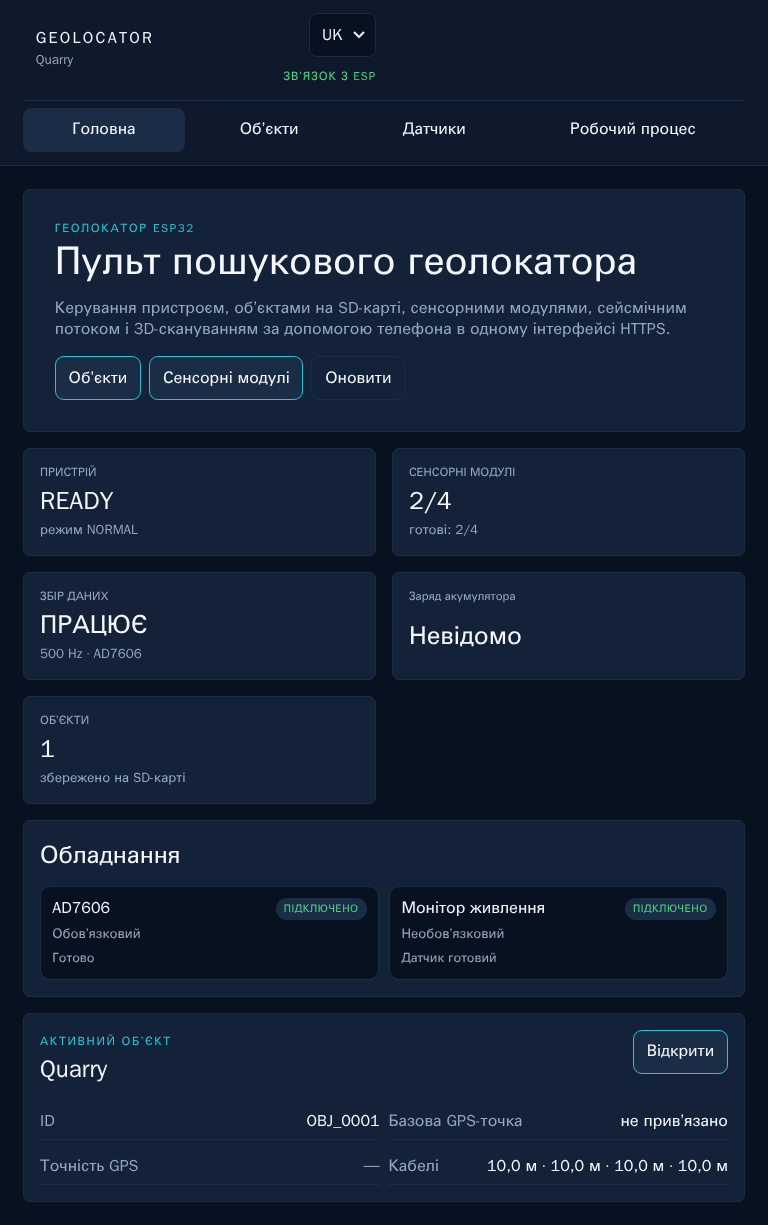 GEOLOCATOR
Quarry
UK
ЗВ'ЯЗОК З ESP
Головна
Об'єкти
Датчики
Робочий процес
ГЕОЛОКАТОР ESP32
Пульт пошукового геолокатора
Керування пристроєм, об'єктами на SD-карті, сенсорними модулями, сейсмічним
потоком і 3D-скануванням за допомогою телефона в одному інтерфейсі HTTPS.
Об'єкти
Сенсорні модулі
Оновити
ПРИСТРІЙ
READY
режим NORMAL
СЕНСОРНІ МОДУЛІ
2/4
готові: 2/4
ЗБІР ДАНИХ
ПРАЦЮЄ
500 Hz · AD7606
Заряд акумулятора
Невідомо
ОБ'ЄКТИ
1
збережено на SD-карті
Обладнання
AD7606
ПІДКЛЮЧЕНО
Обов'язковий
Готово
Монітор живлення
ПІДКЛЮЧЕНО
Необов'язковий
Датчик готовий
АКТИВНИЙ ОБ'ЄКТ
Quarry
Відкрити
ID OBJ_0001
Базова GPS-точка не прив'язано
Точність GPS —
Кабелі 10,0 м · 10,0 м · 10,0 м · 10,0 м